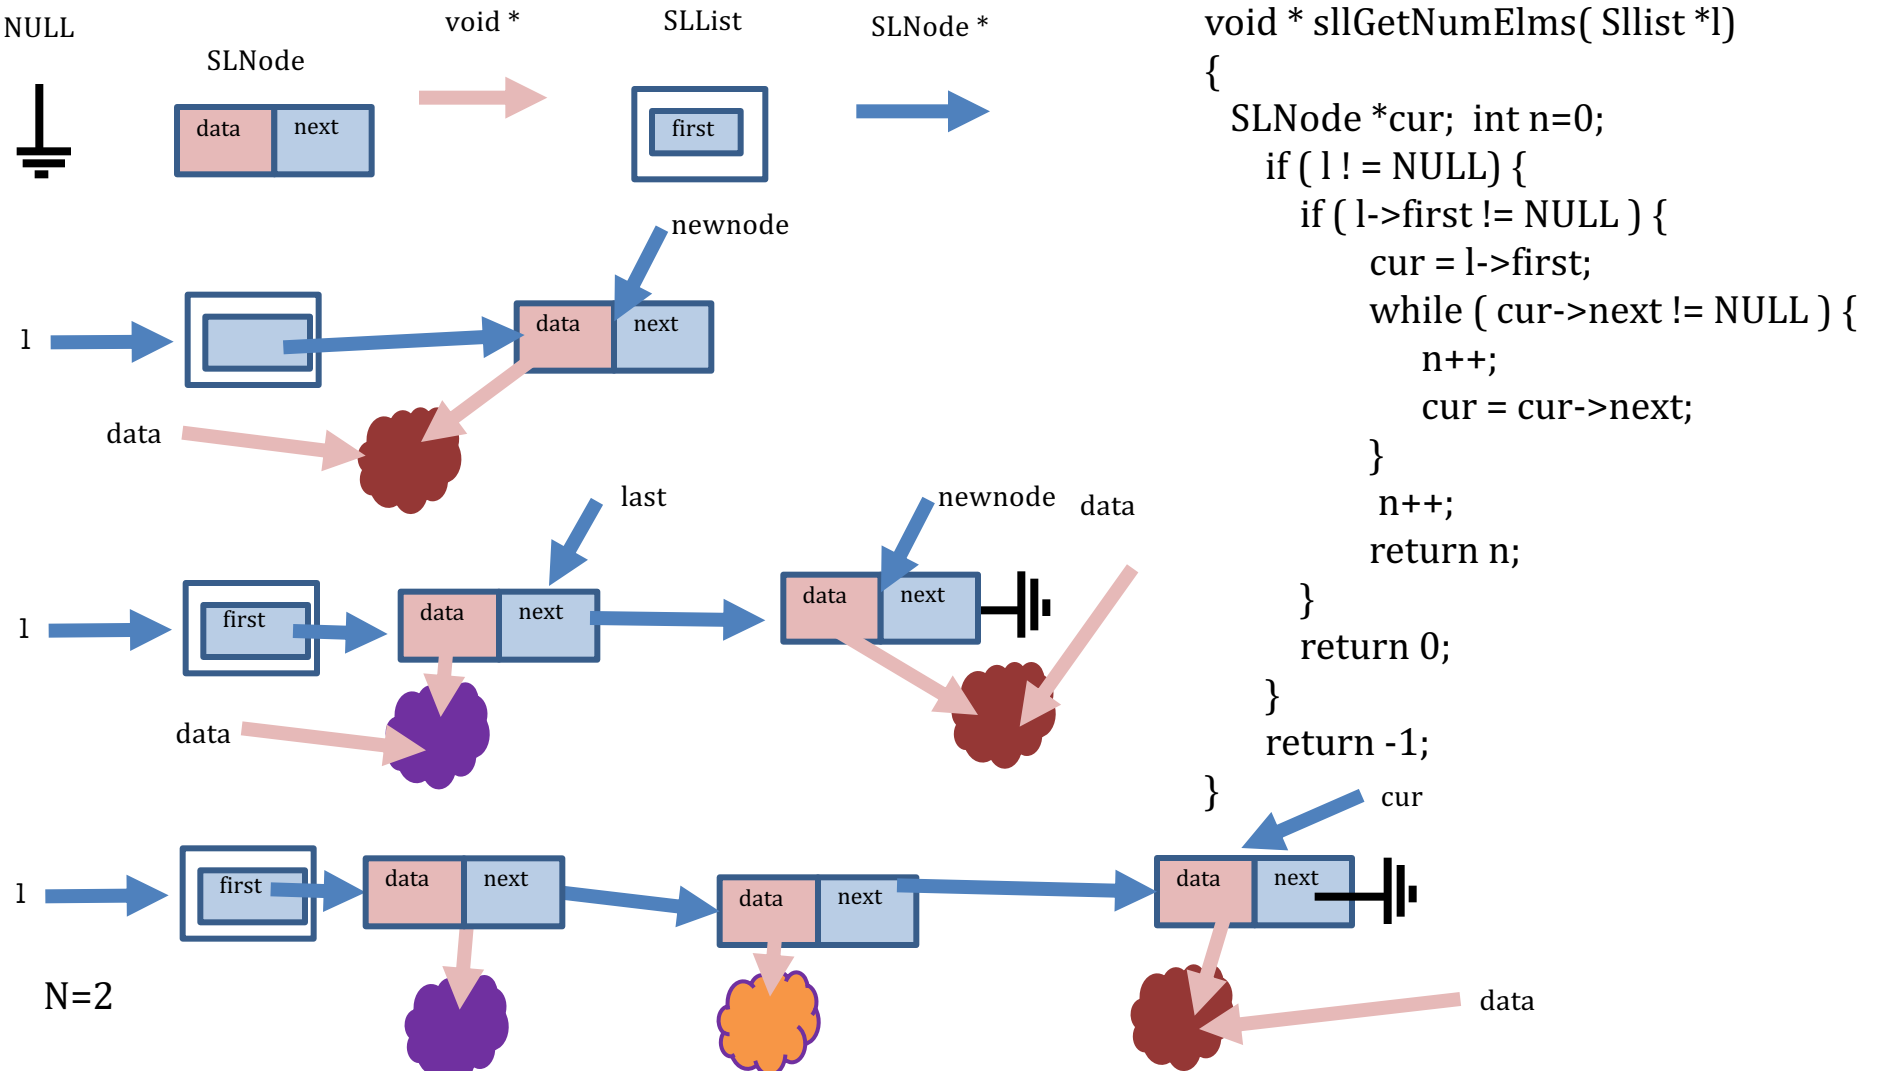 NULL
SLNode
void *
SLList
SLNode *
data next
first
newnode
l
data next
data
last
newnode
data
l
first
data next
data next
data
cur
l
first
data next
data next
data next
N=2
data
void * sllGetNumElms( Sllist *l)
{
SLNode *cur; int n=0;
if ( l ! = NULL) {
if ( l->first != NULL ) {
cur = l->first;
while ( cur->next != NULL ) {
n++;
cur = cur->next;
}
n++;
return n;
}
return 0;
}
return -1;
}